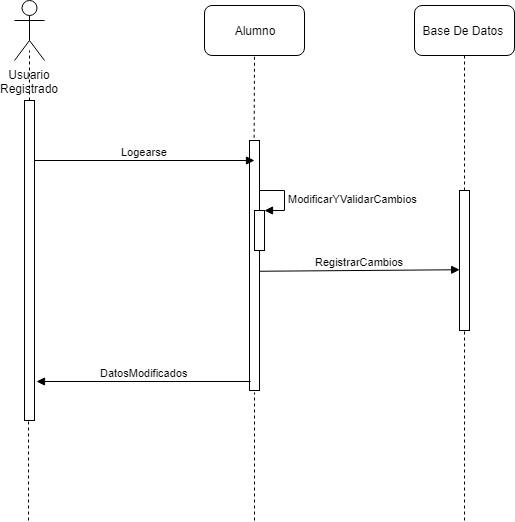 Alumno
Base De Datos
Usuario
Registrado
Logearse
ModificarYValidarCambios
RegistrarCambios
DatosModificados